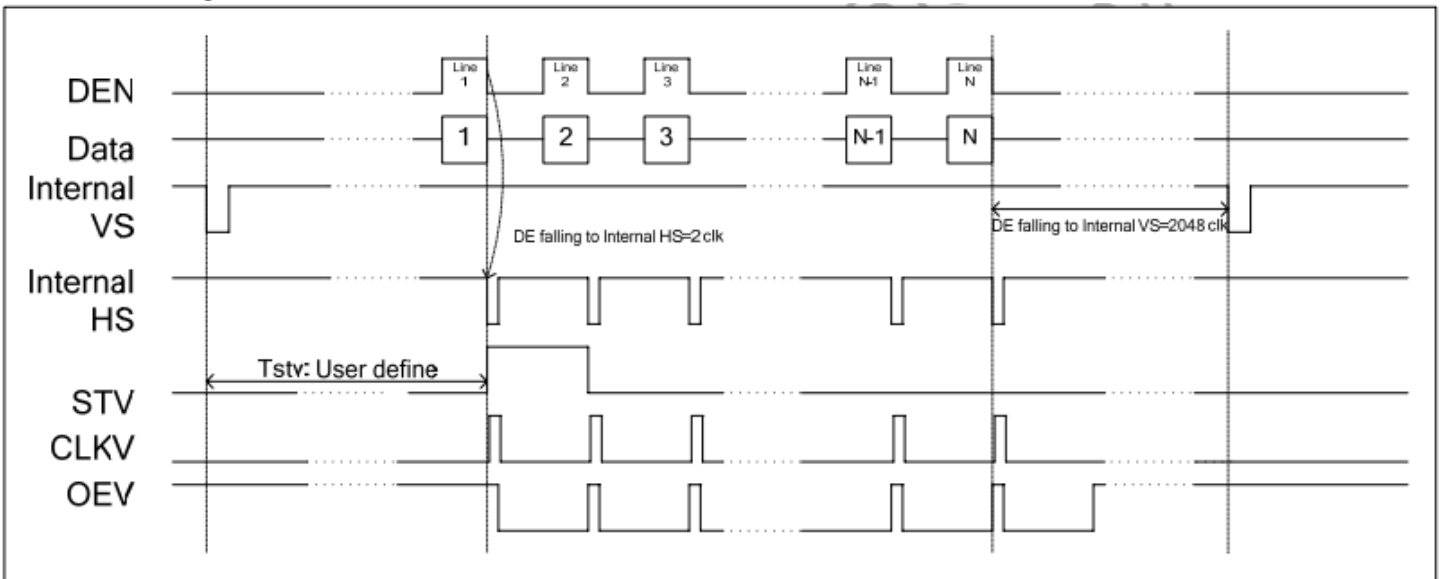 DEN
Line 1
Line 2
Line 3
Line N-1
Line N
Data
1
2
3
N-1
N
Internal
VS
DE falling to Internal HS=2 clk
DE falling to Internal VS=2048 clk
Internal
HS
Tstv: User define
STV
CLKV
OEV